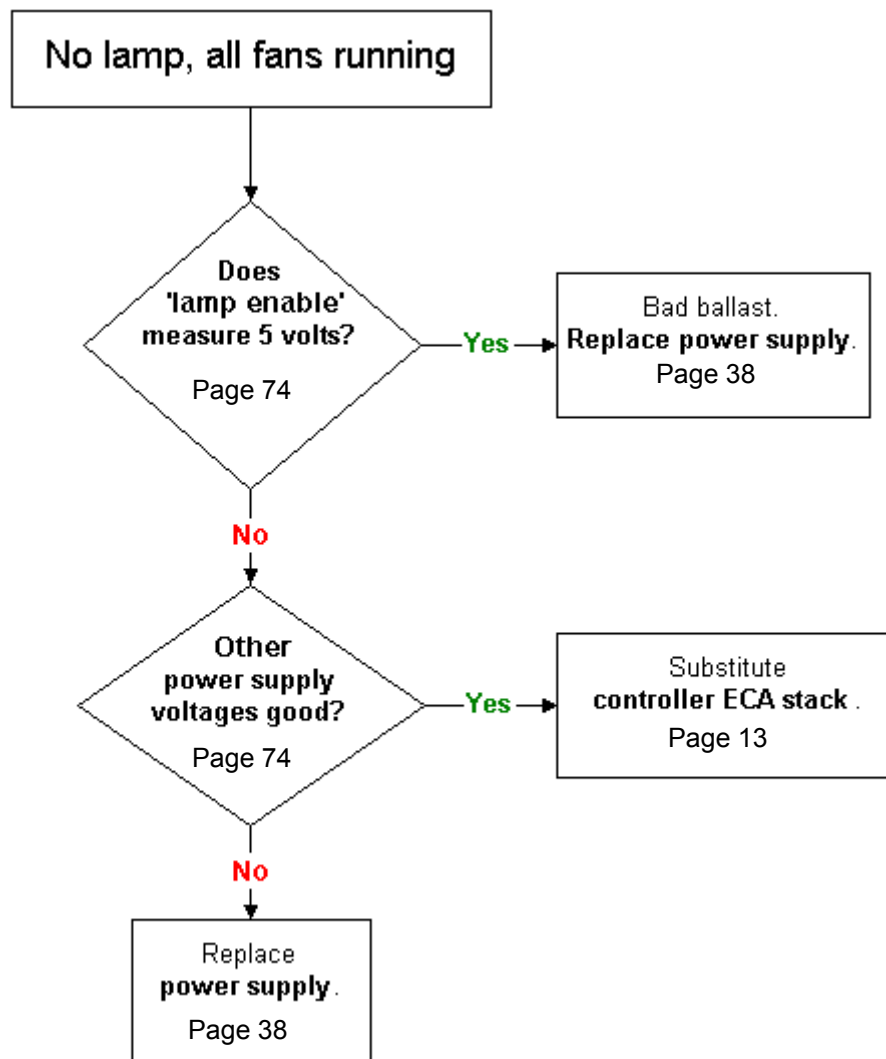 No lamp, all fans running
Does
'lamp enable'
measure 5 volts?
Page 74
Yes
Bad ballast.
Replace power supply.
Page 38
No
Other
power supply
voltages good?
Page 74
Yes
Substitute
controller ECA stack .
Page 13
No
Replace
power supply.
Page 38